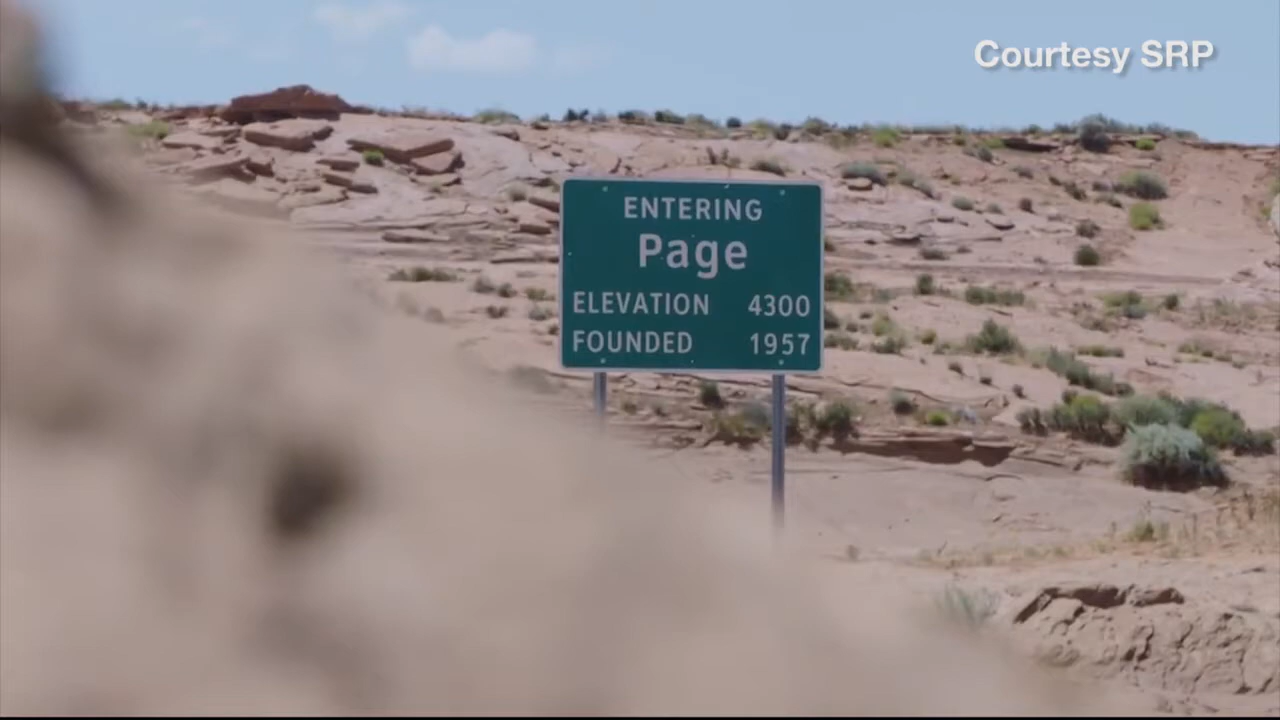 Courtesy SRP
ENTERING
Page
ELEVATION 4300
FOUNDED 1957